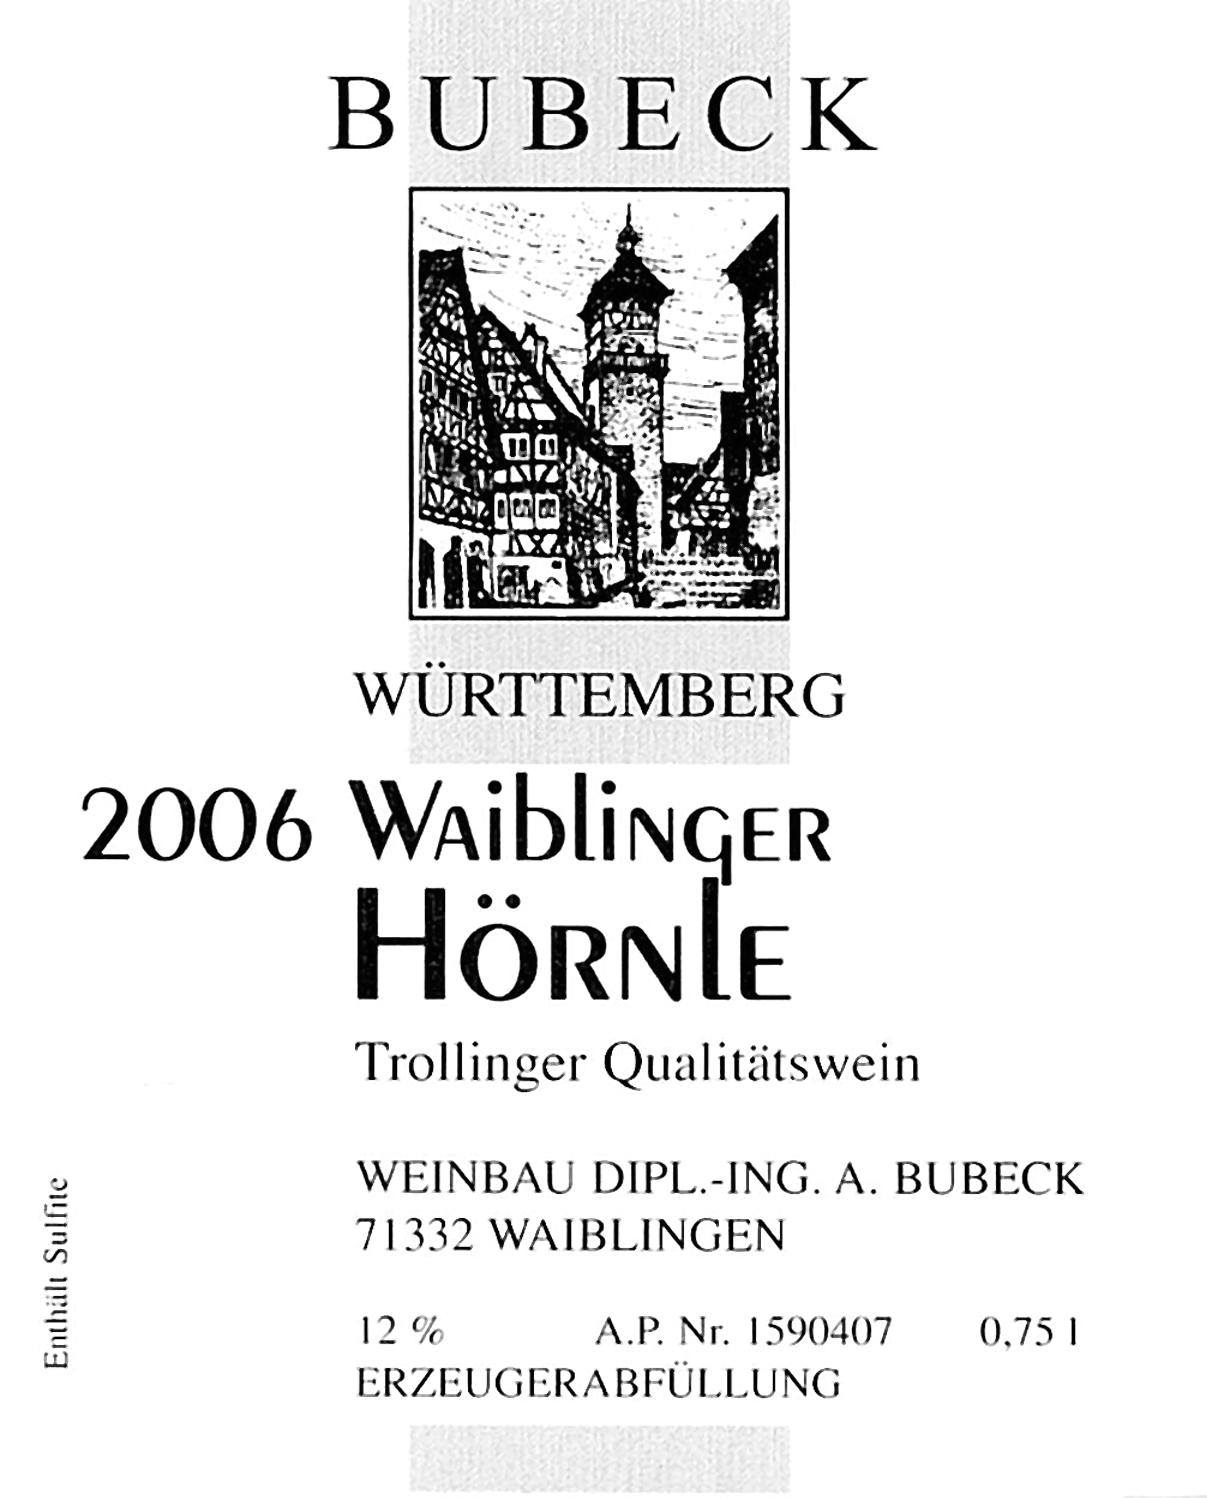 BUBECK
WÜRTTEMBERG
2006 Waiblinger
Hörnle
Trollinger Qualitätswein
WEINBAU DIPL.-ING. A. BUBECK
71332 WAIBLINGEN
12 % A.P. Nr. 1590407 0,75 l
ERZEUGERABFÜLLUNG
Enthält Sulfite